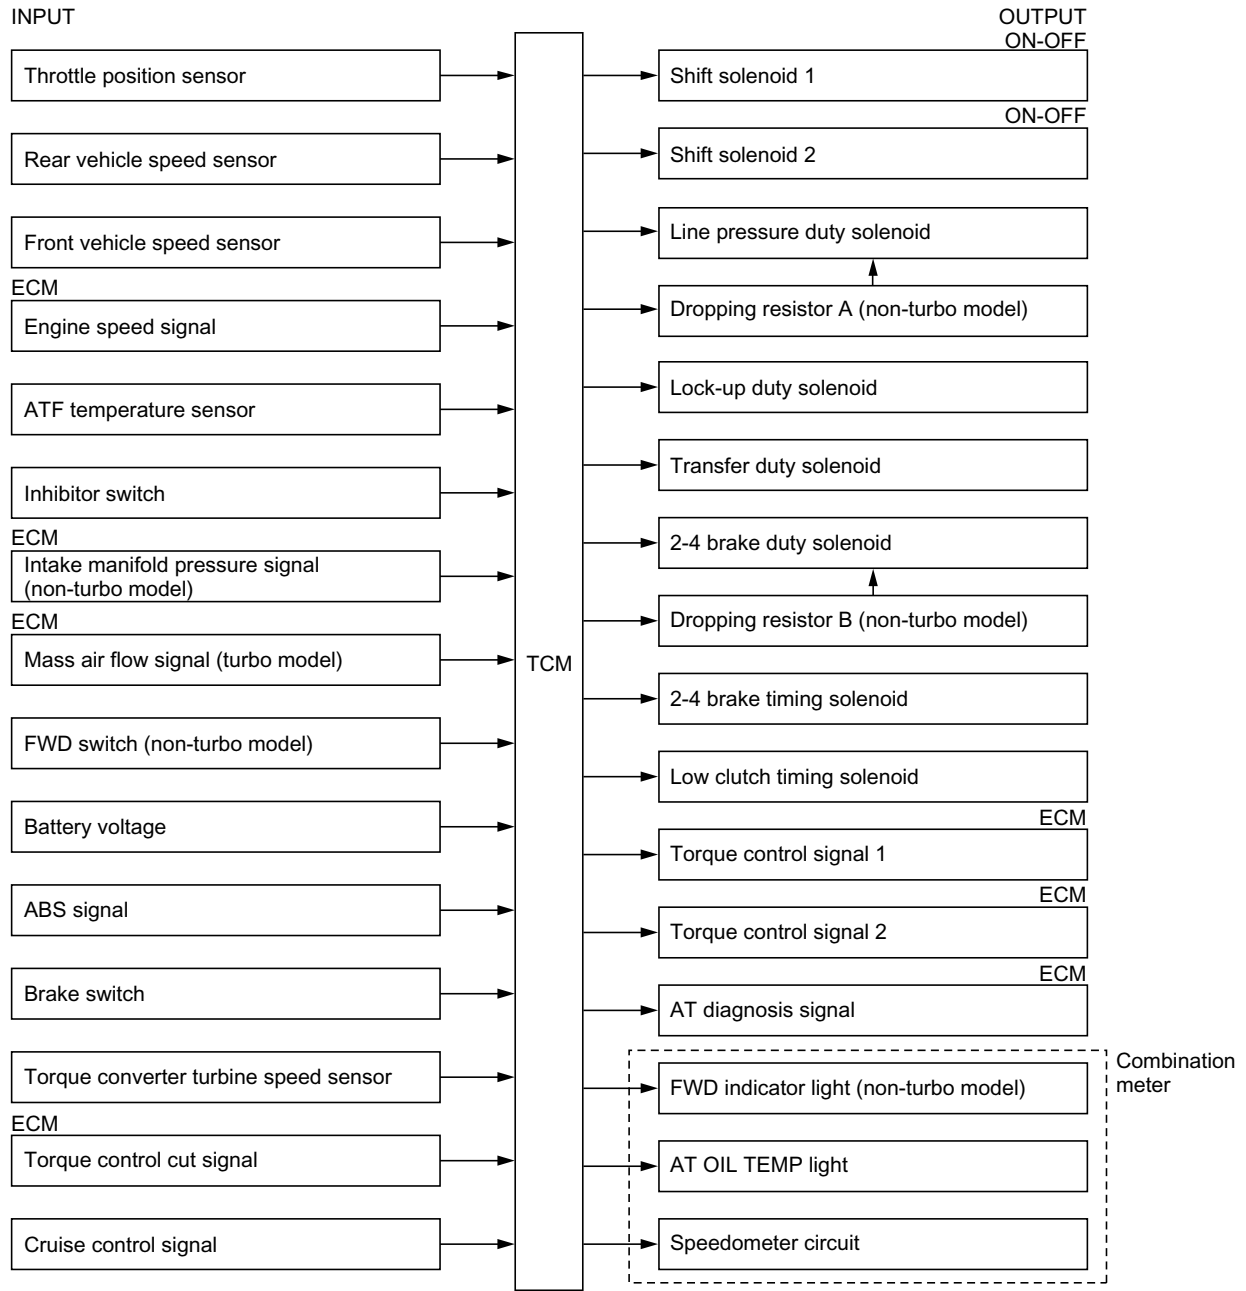 INPUT
Throttle position sensor
Rear vehicle speed sensor
Front vehicle speed sensor
ECM
Engine speed signal
ATF temperature sensor
Inhibitor switch
ECM
Intake manifold pressure signal
(non-turbo model)
ECM
Mass air flow signal (turbo model)
FWD switch (non-turbo model)
Battery voltage
ABS signal
Brake switch
Torque converter turbine speed sensor
ECM
Torque control cut signal
Cruise control signal
TCM
OUTPUT
ON-OFF
Shift solenoid 1
ON-OFF
Shift solenoid 2
Line pressure duty solenoid
Dropping resistor A (non-turbo model)
Lock-up duty solenoid
Transfer duty solenoid
2-4 brake duty solenoid
Dropping resistor B (non-turbo model)
2-4 brake timing solenoid
Low clutch timing solenoid
ECM
Torque control signal 1
ECM
Torque control signal 2
ECM
AT diagnosis signal
Combination
meter
FWD indicator light (non-turbo model)
AT OIL TEMP light
Speedometer circuit